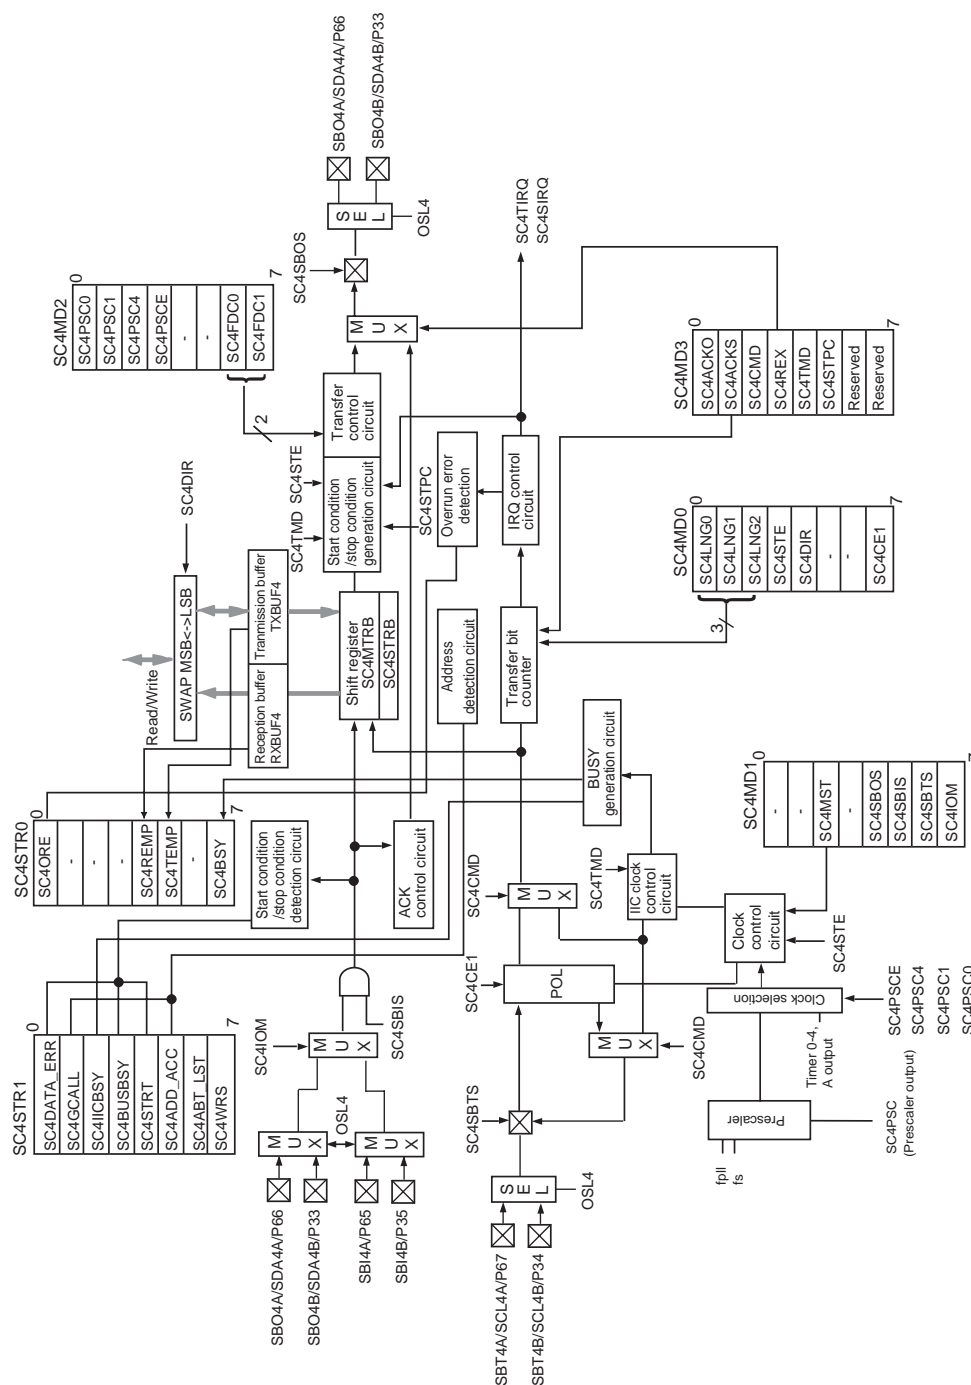 SC4STR1
0
SC4DATA_ERR
SC4GCALL
SC4IICBSY
SC4BUSBSY
SC4STRT
SC4ADD_ACC
SC4ABT_LST
SC4WRS
7
SC4STR0
0
SC4ORE
-
-
-
SC4REMP
SC4TEMP
-
SC4BSY
7
Read/Write
SWAP MSB<->LSB
SC4DIR
Reception buffer
RXBUF4
Tranmission buffer
TXBUF4
SC4MD2
0
SC4PSC0
SC4PSC1
SC4PSC4
SC4PSCE
-
-
SC4FDC0
SC4FDC1
7
2
Start condition
/stop condition
detection circuit
ACK
control circuit
Shift register
SC4MTRB
SC4STRB
SC4TMD
SC4STE
Start condition
/stop condition
generation circuit
Transfer
control
circuit
SC4STPC
M
U
X
SC4SBOS
S
E
L
OSL4
SBO4A/SDA4A/P66
SBO4B/SDA4B/P33
SBO4A/SDA4A/P66
SBO4B/SDA4B/P33
SBI4A/P65
SBI4B/P35
M
U
X
OSL4
M
U
X
SC4IOM
M
U
X
SC4SBIS
Address
detection circuit
Overrun error
detection
SBT4A/SCL4A/P67
SBT4B/SCL4B/P34
S
E
L
OSL4
SC4SBTS
SC4CE1
POL
M
U
X
SC4CMD
SC4CMD
M
U
X
Transfer bit
counter
IRQ control
circuit
SC4TIRQ
SC4SIRQ
BUSY
generation circuit
SC4TMD
IIC clock
control
circuit
3
SC4MD0
0
SC4LNG0
SC4LNG1
SC4LNG2
SC4STE
SC4DIR
-
-
SC4CE1
7
SC4MD3
0
SC4ACKO
SC4ACKS
SC4CMD
SC4REX
SC4TMD
SC4STPC
Reserved
Reserved
7
fpll
fs
Prescaler
SC4PSC
(Prescaler output)
Timer 0-4,
A output
Clock selection
SC4PSCE
SC4PSC4
SC4PSC1
SC4PSC0
Clock
control
circuit
SC4STE
SC4MD1
0
-
-
SC4MST
-
SC4SBOS
SC4SBIS
SC4SBTS
SC4IOM
7